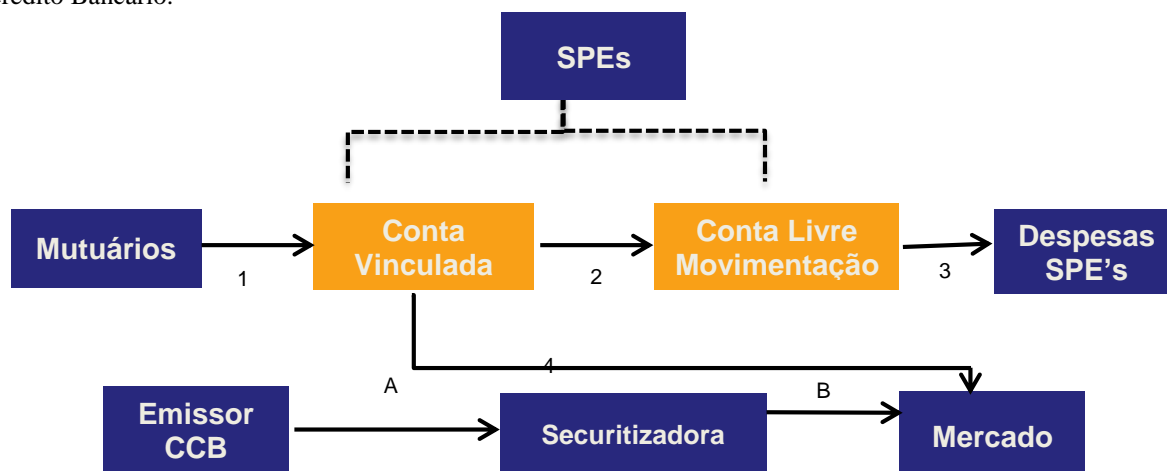 SPEs
Mutuários
Conta
Vinculada
Conta Livre
Movimentação
Despesas
SPE's
1
2
3
4
A
B
Emissor
CCB
Securitizadora
Mercado